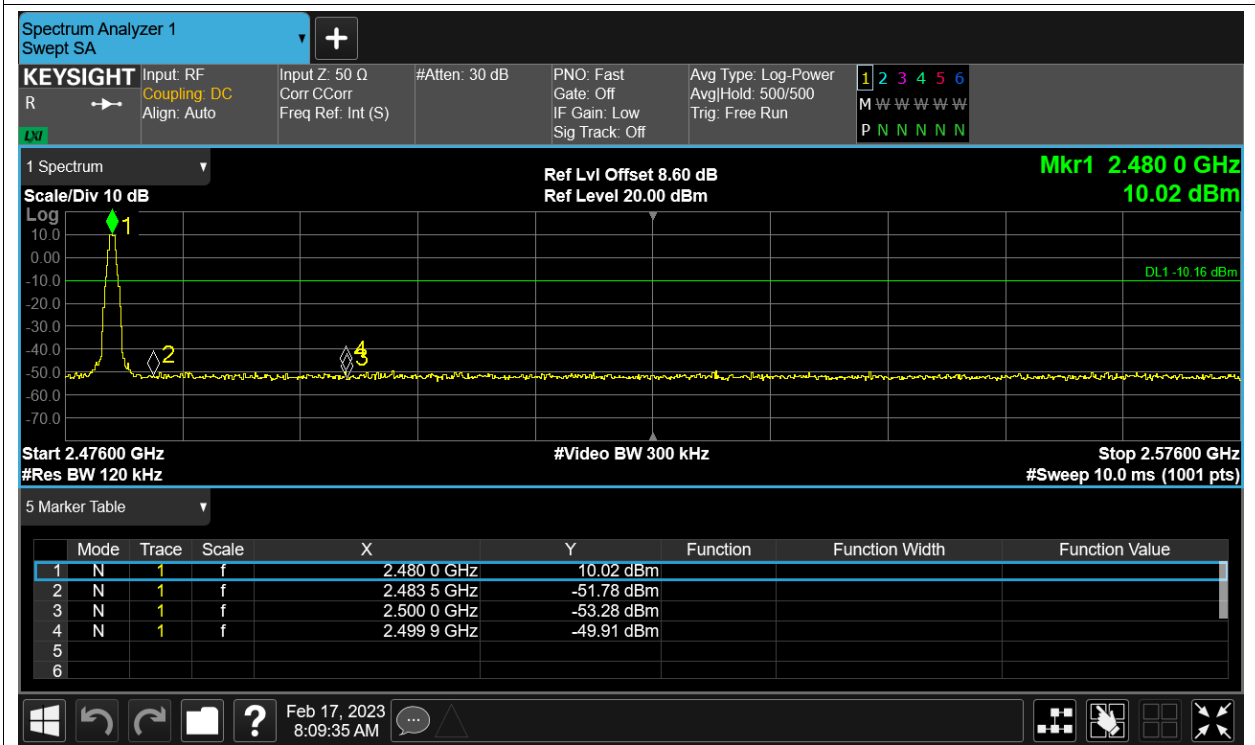 Spectrum Analyzer 1
Swept SA
KEYSIGHT
R
LXI
Input: RF
Coupling: DC
Align: Auto
Input Z: 50 Ω
Corr CCorr
Freq Ref: Int (S)
#Atten: 30 dB
PNO: Fast
Gate: Off
IF Gain: Low
Sig Track: Off
Avg Type: Log-Power
Avg|Hold: 500/500
Trig: Free Run
1 2 3 4 5 6
M W W W W W
P N N N N N
1 Spectrum
Scale/Div 10 dB
Ref Lvl Offset 8.60 dB
Ref Level 20.00 dBm
Mkr1 2.480 0 GHz
10.02 dBm
Log
10.0
0.00
-10.0
-20.0
-30.0
-40.0
-50.0
-60.0
-70.0
1
2
4
3
DL1 -10.16 dBm
Start 2.47600 GHz
#Res BW 120 kHz
#Video BW 300 kHz
Stop 2.57600 GHz
#Sweep 10.0 ms (1001 pts)
5 Marker Table
Mode Trace Scale X Y Function Function Width Function Value
1 N 1 f 2.480 0 GHz 10.02 dBm
2 N 1 f 2.483 5 GHz -51.78 dBm
3 N 1 f 2.500 0 GHz -53.28 dBm
4 N 1 f 2.499 9 GHz -49.91 dBm
5
6
?
Feb 17, 2023
8:09:35 AM